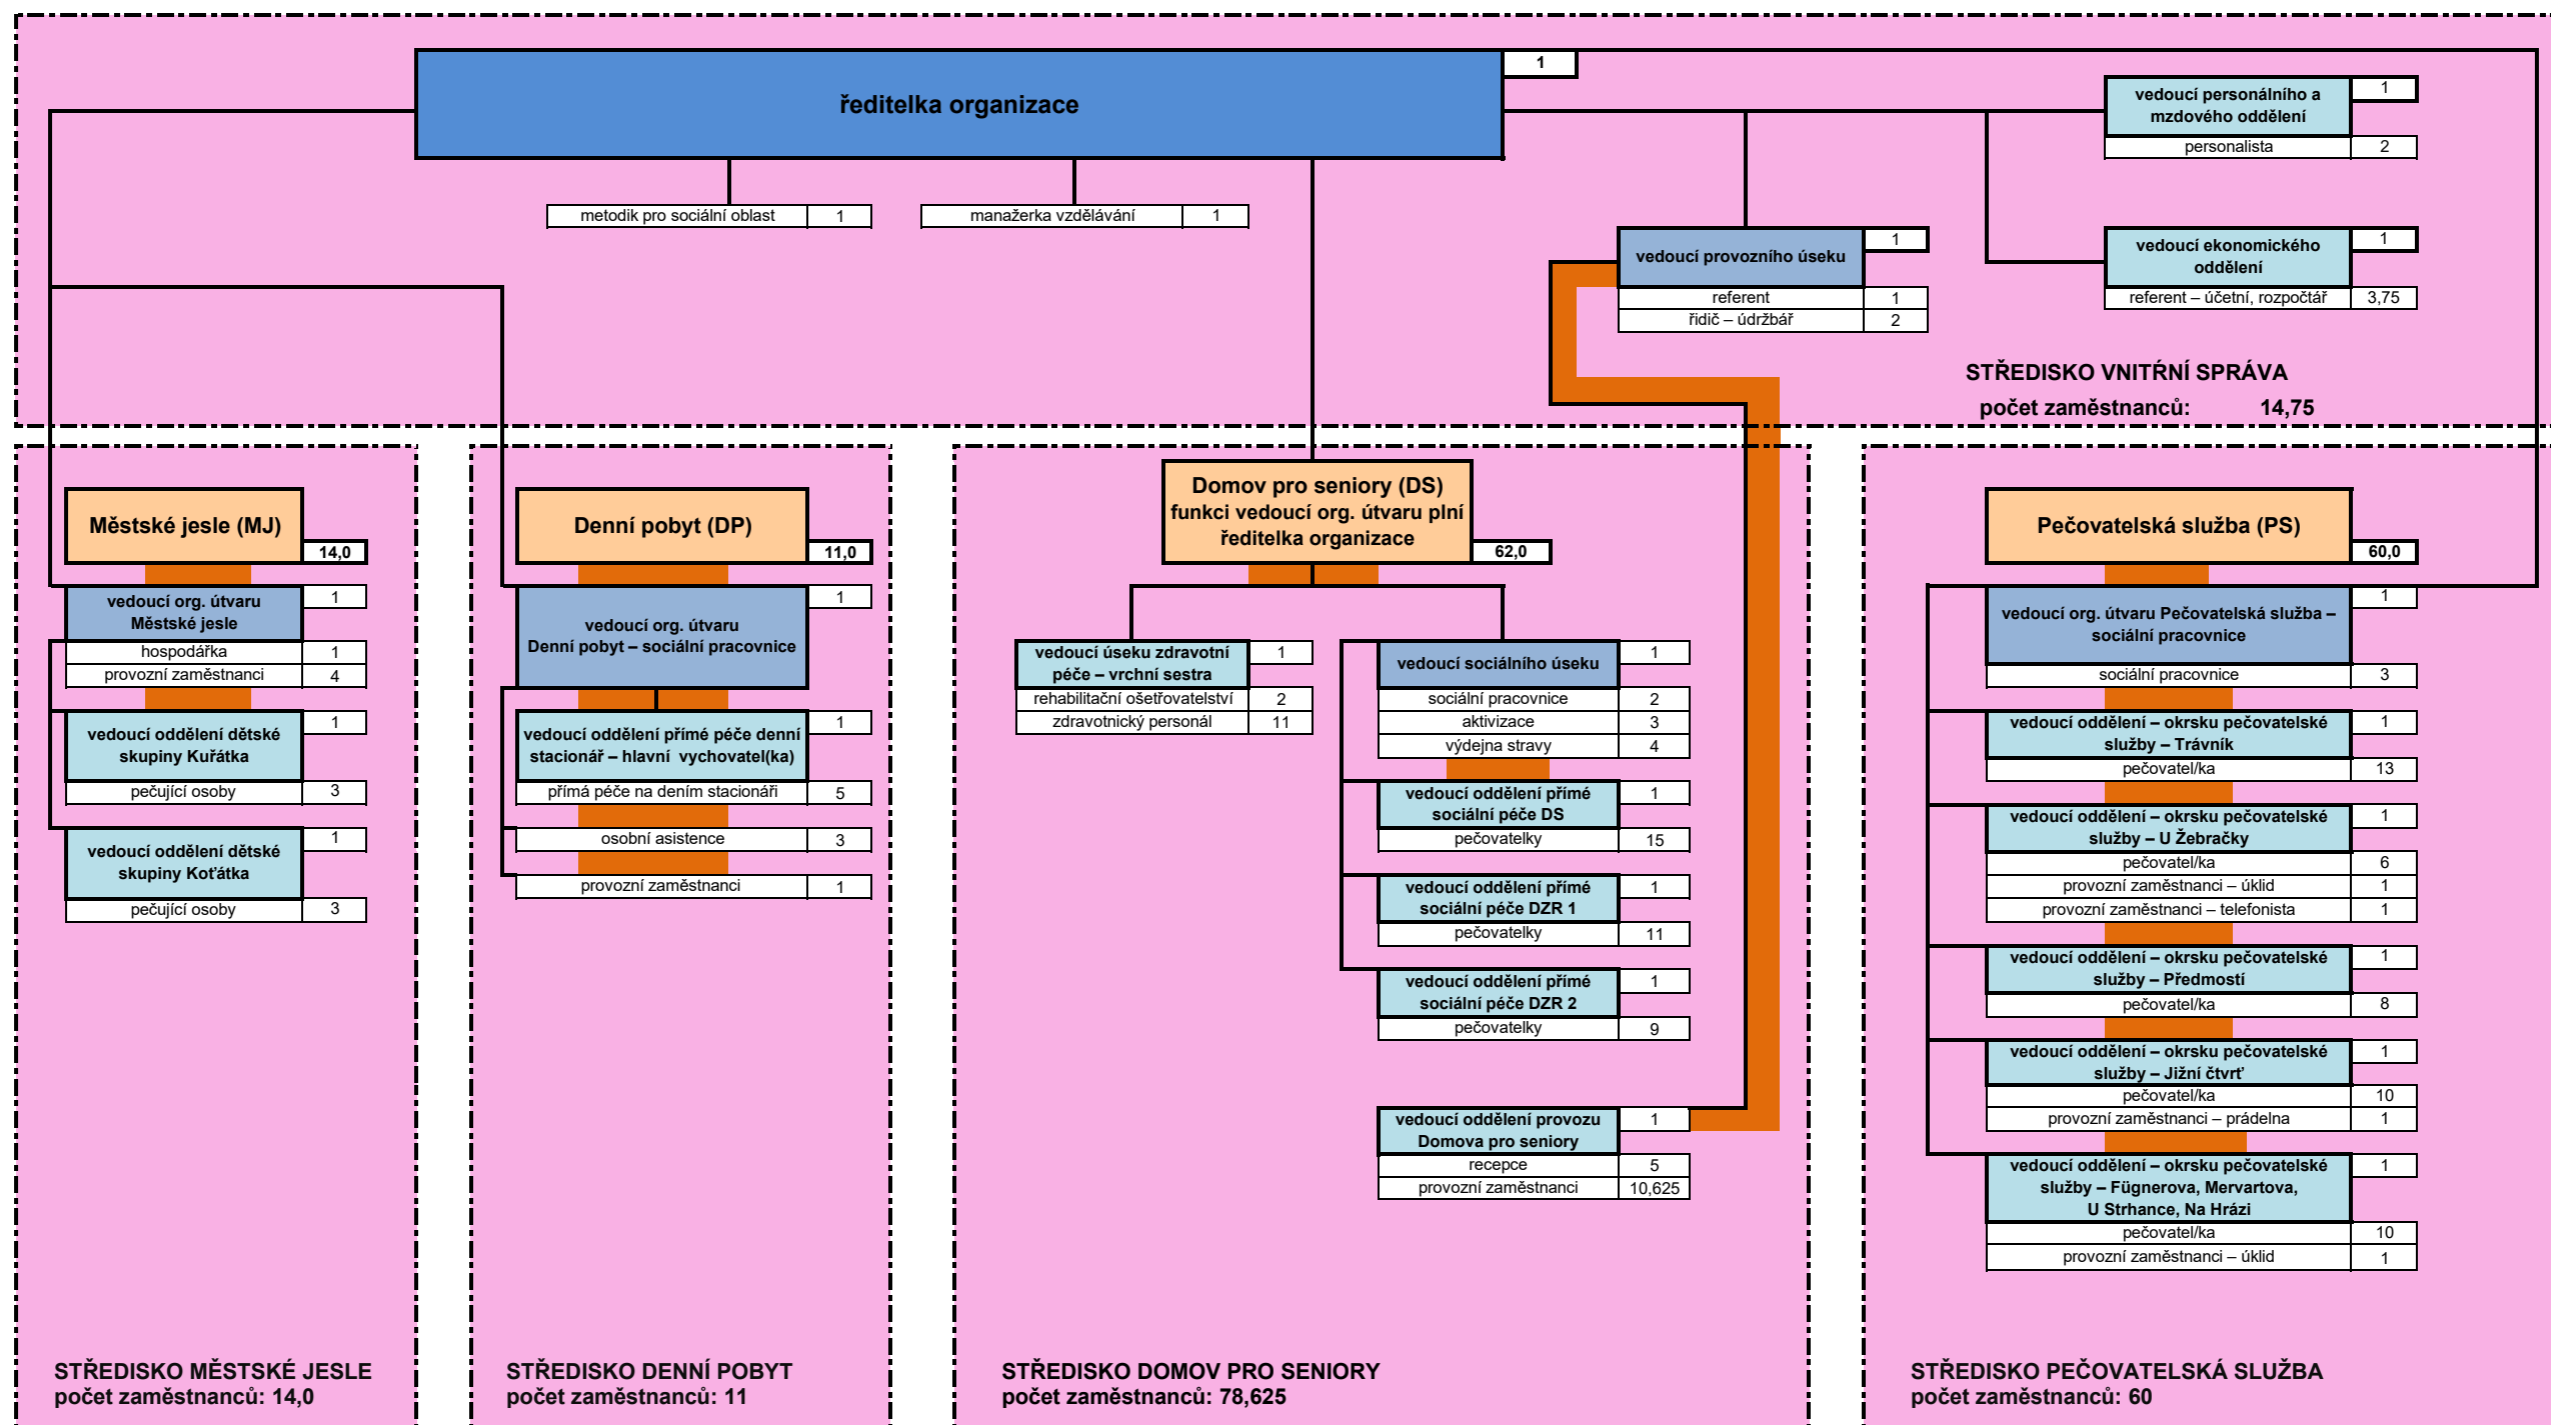 ředitelka organizace
1
vedoucí personálního a
mzdového oddělení
1
personalista 2
metodik pro sociální oblast 1
manažerka vzdělávání 1
vedoucí provozního úseku
1
referent 1
řidič – údržbář 2
vedoucí ekonomického
oddělení
1
referent – účetní, rozpočtář 3,75
STŘEDISKO VNITŔNÍ SPRÁVA
počet zaměstnanců: 14,75
Městské jesle (MJ)
14,0
vedoucí org. útvaru
Městské jesle
1
hospodářka 1
provozní zaměstnanci 4
vedoucí oddělení dětské
skupiny Kuřátka
1
pečující osoby 3
vedoucí oddělení dětské
skupiny Koťátka
1
pečující osoby 3
STŘEDISKO MĚSTSKÉ JESLE
počet zaměstnanců: 14,0
Denní pobyt (DP)
11,0
vedoucí org. útvaru
Denní pobyt – sociální pracovnice
1
vedoucí oddělení přímé péče denní
stacionář – hlavní vychovatel(ka)
1
přímá péče na dením stacionáři 5
osobní asistence 3
provozní zaměstnanci 1
STŘEDISKO DENNÍ POBYT
počet zaměstnanců: 11
Domov pro seniory (DS)
funkci vedoucí org. útvaru plní
ředitelka organizace
62,0
vedoucí úseku zdravotní
péče – vrchní sestra
1
rehabilitační ošetřovatelství 2
zdravotnický personál 11
vedoucí sociálního úseku
1
sociální pracovnice 2
aktivizace 3
výdejna stravy 4
vedoucí oddělení přímé
sociální péče DS
1
pečovatelky 15
vedoucí oddělení přímé
sociální péče DZR 1
1
pečovatelky 11
vedoucí oddělení přímé
sociální péče DZR 2
1
pečovatelky 9
vedoucí oddělení provozu
Domova pro seniory
1
recepce 5
provozní zaměstnanci 10,625
STŘEDISKO DOMOV PRO SENIORY
počet zaměstnanců: 78,625
Pečovatelská služba (PS)
60,0
vedoucí org. útvaru Pečovatelská služba –
sociální pracovnice
1
sociální pracovnice 3
vedoucí oddělení – okrsku pečovatelské
služby – Trávník
1
pečovatel/ka 13
vedoucí oddělení – okrsku pečovatelské
služby – U Žebračky
1
pečovatel/ka 6
provozní zaměstnanci – úklid 1
provozní zaměstnanci – telefonista 1
vedoucí oddělení – okrsku pečovatelské
služby – Předmostí
1
pečovatel/ka 8
vedoucí oddělení – okrsku pečovatelské
služby – Jižní čtvrť
1
pečovatel/ka 10
provozní zaměstnanci – prádelna 1
vedoucí oddělení – okrsku pečovatelské
služby – Fügnerova, Mervartova,
U Strhance, Na Hrázi
1
pečovatel/ka 10
provozní zaměstnanci – úklid 1
STŘEDISKO PEČOVATELSKÁ SLUŽBA
počet zaměstnanců: 60